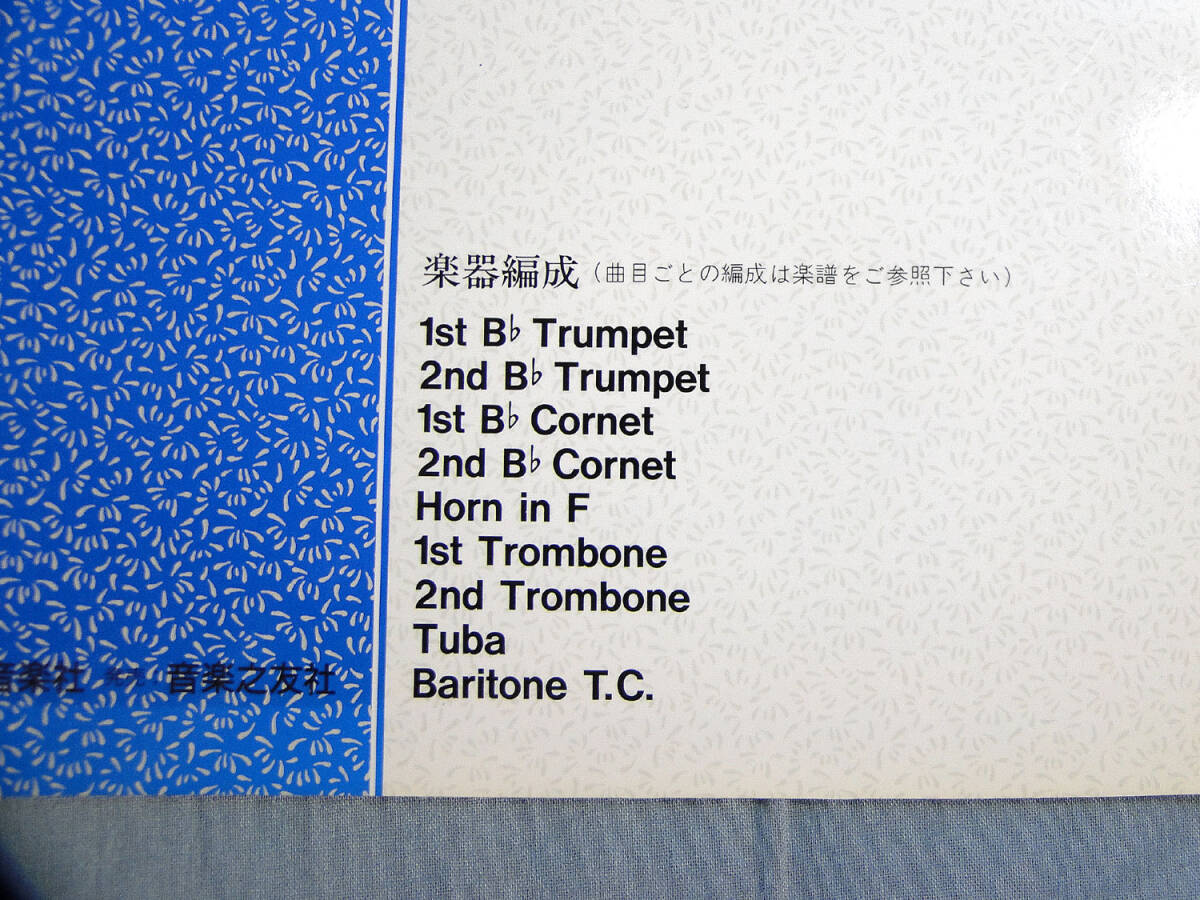 楽器編成（曲目ごとの編成は楽譜をご参照下さい）
1st B♭ Trumpet
2nd B♭ Trumpet
1st B♭ Cornet
2nd B♭ Cornet
Horn in F
1st Trombone
2nd Trombone
Tuba
Baritone T.C.
音楽社 音楽之友社